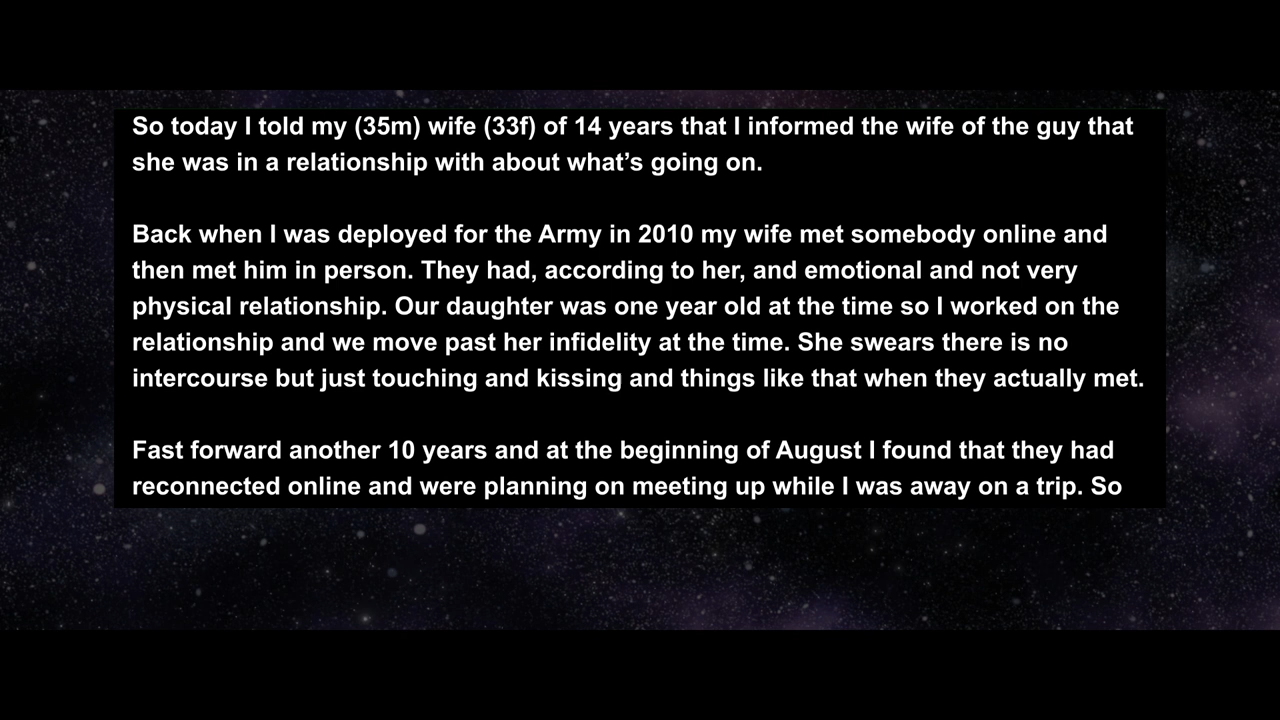 So today I told my (35m) wife (33f) of 14 years that I informed the wife of the guy that
she was in a relationship with about what’s going on.
Back when I was deployed for the Army in 2010 my wife met somebody online and
then met him in person. They had, according to her, and emotional and not very
physical relationship. Our daughter was one year old at the time so I worked on the
relationship and we move past her infidelity at the time. She swears there is no
intercourse but just touching and kissing and things like that when they actually met.
Fast forward another 10 years and at the beginning of August I found that they had
reconnected online and were planning on meeting up while I was away on a trip. So